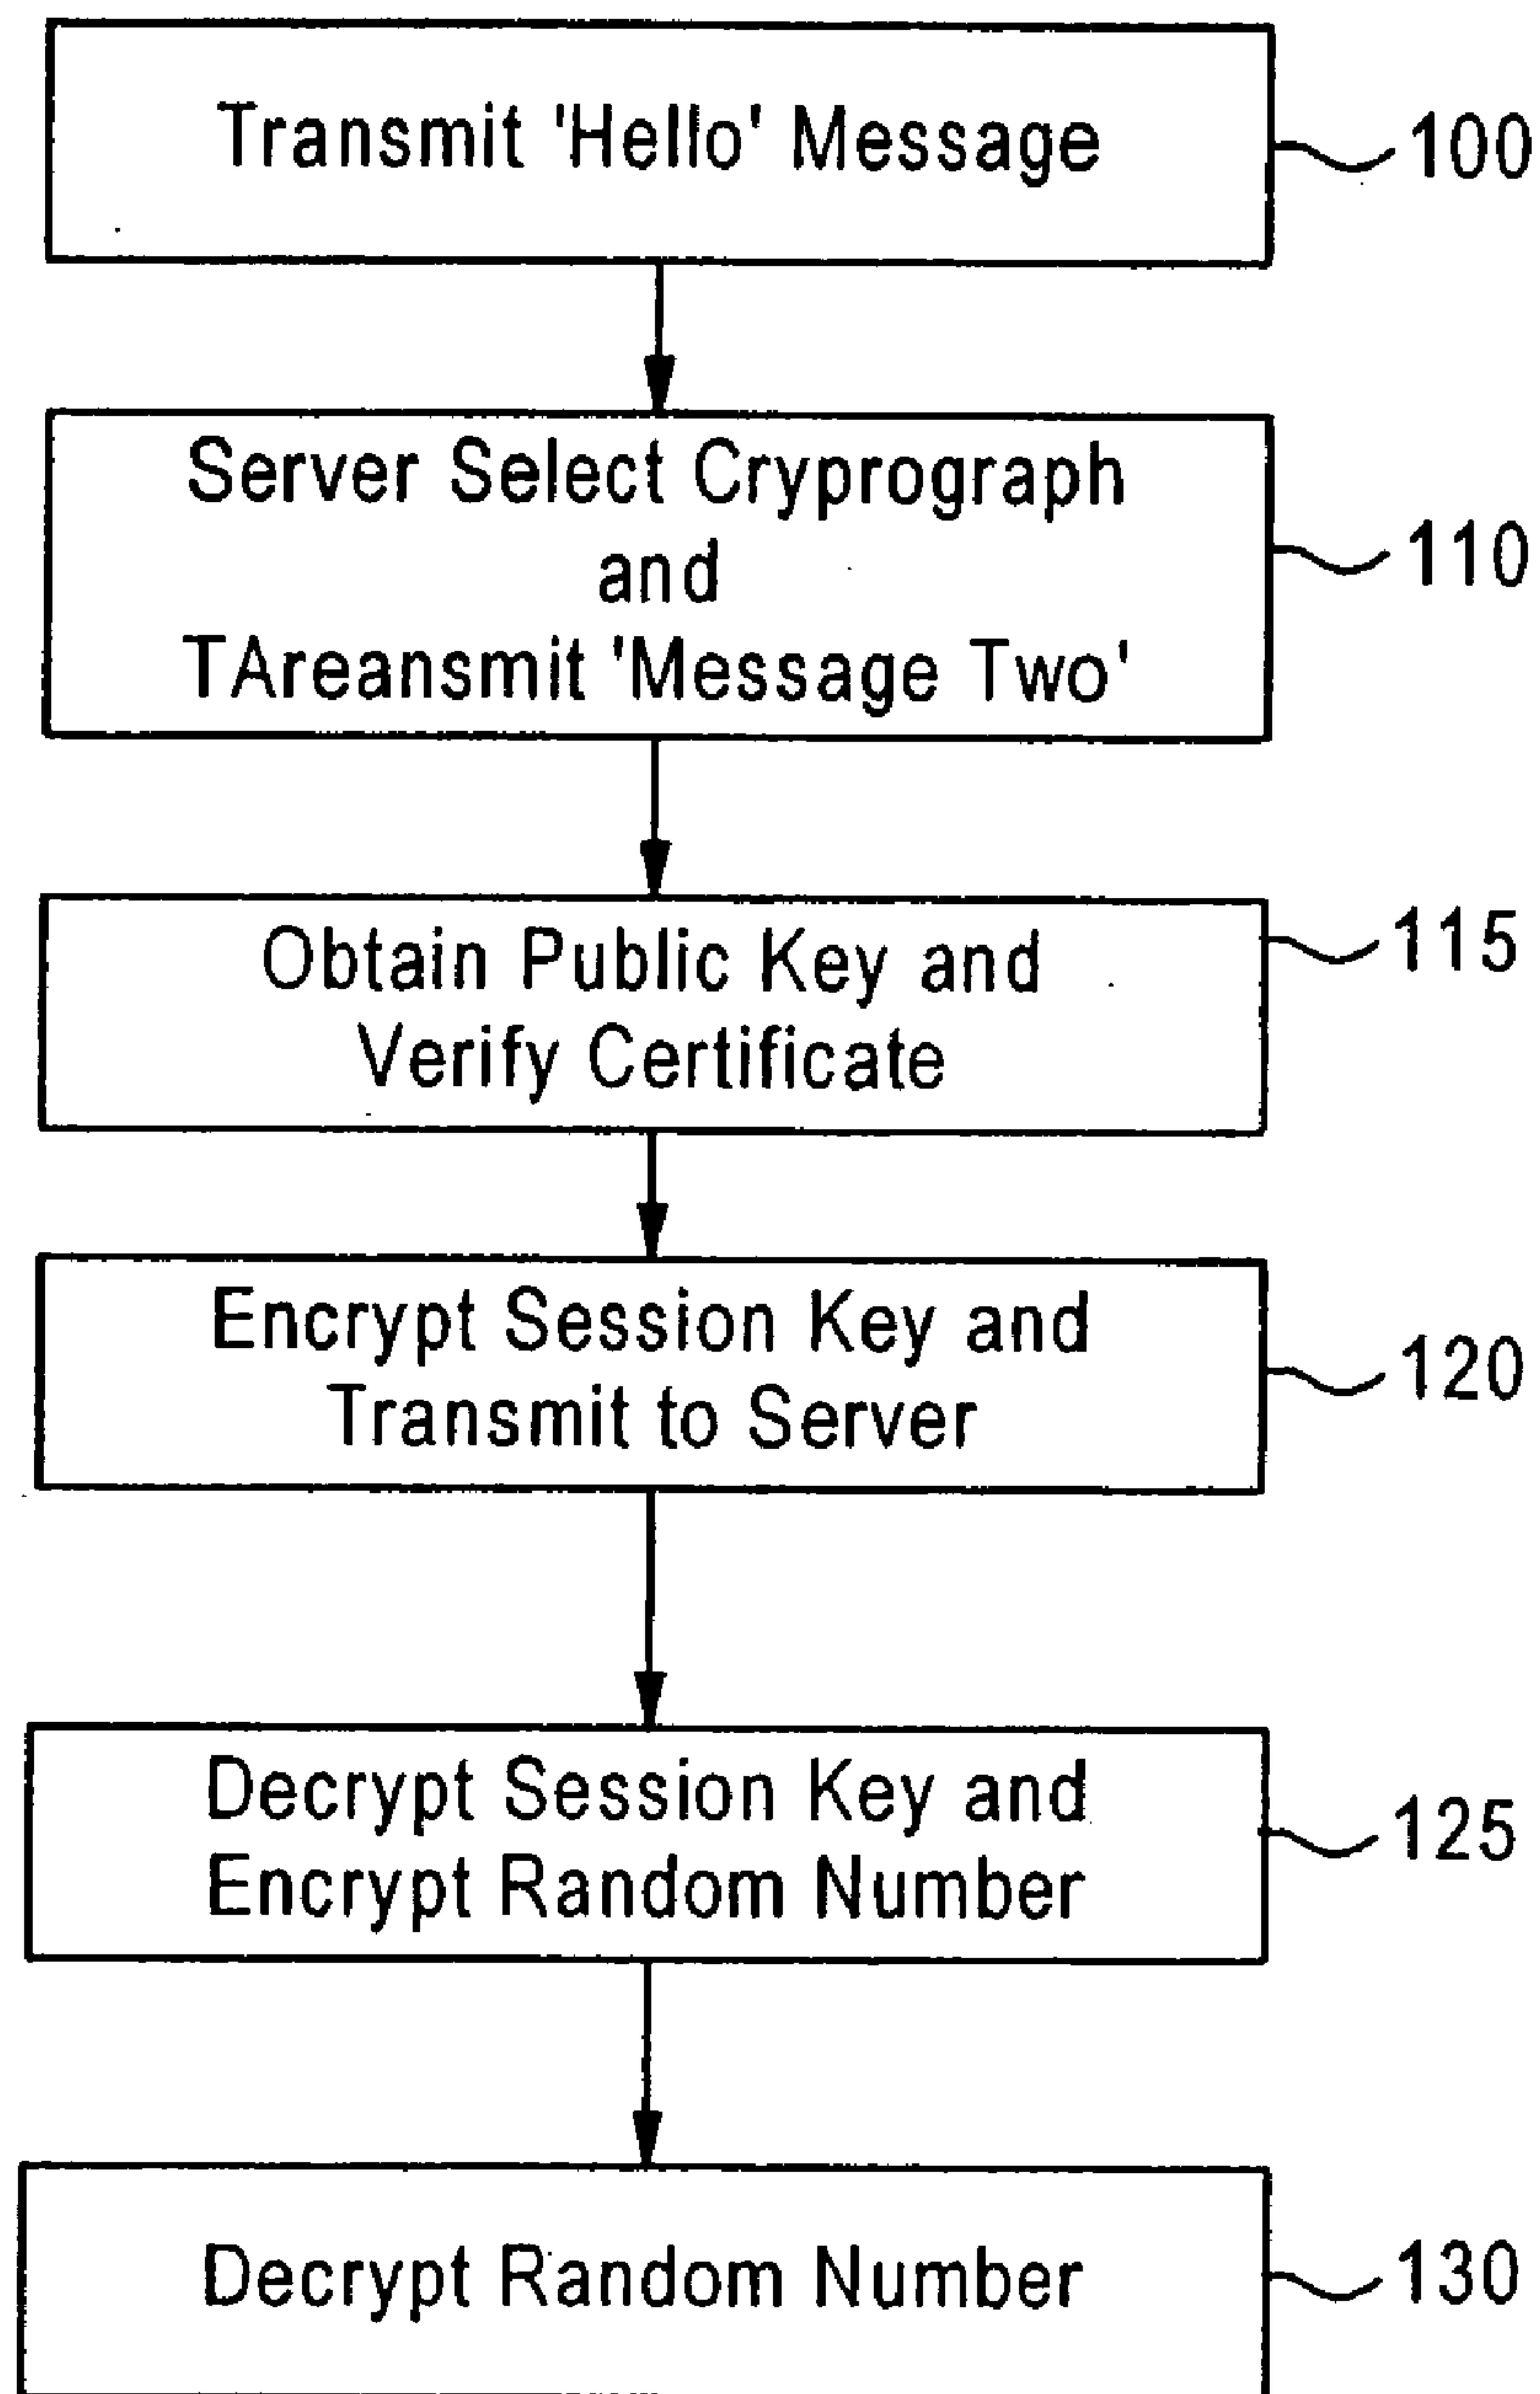 Transmit 'Hello' Message
100
Server Select Cryprograph
and
TAreansmit 'Message Two'
110
Obtain Public Key and
Verify Certificate
115
Encrypt Session Key and
Transmit to Server
120
Decrypt Session Key and
Encrypt Random Number
125
Decrypt Random Number
130